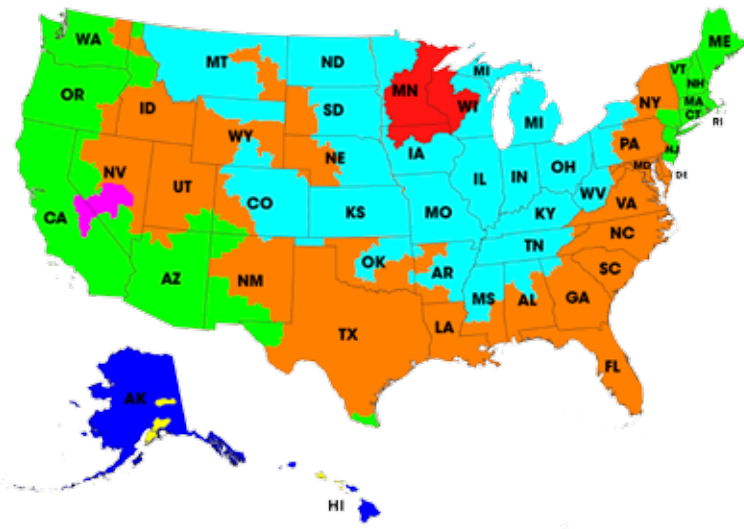 WA
ME
MT
ND
VT
MI
NH
OR
MN
ID
SD
WI
NY
MA
CT
RI
MI
WY
PA
NJ
IA
NE
MD
DE
NV
OH
UT
IL
IN
CO
WV
VA
KS
MO
KY
CA
NC
TN
OK
AZ
AR
NM
SC
MS
AL
GA
LA
TX
FL
AK
HI